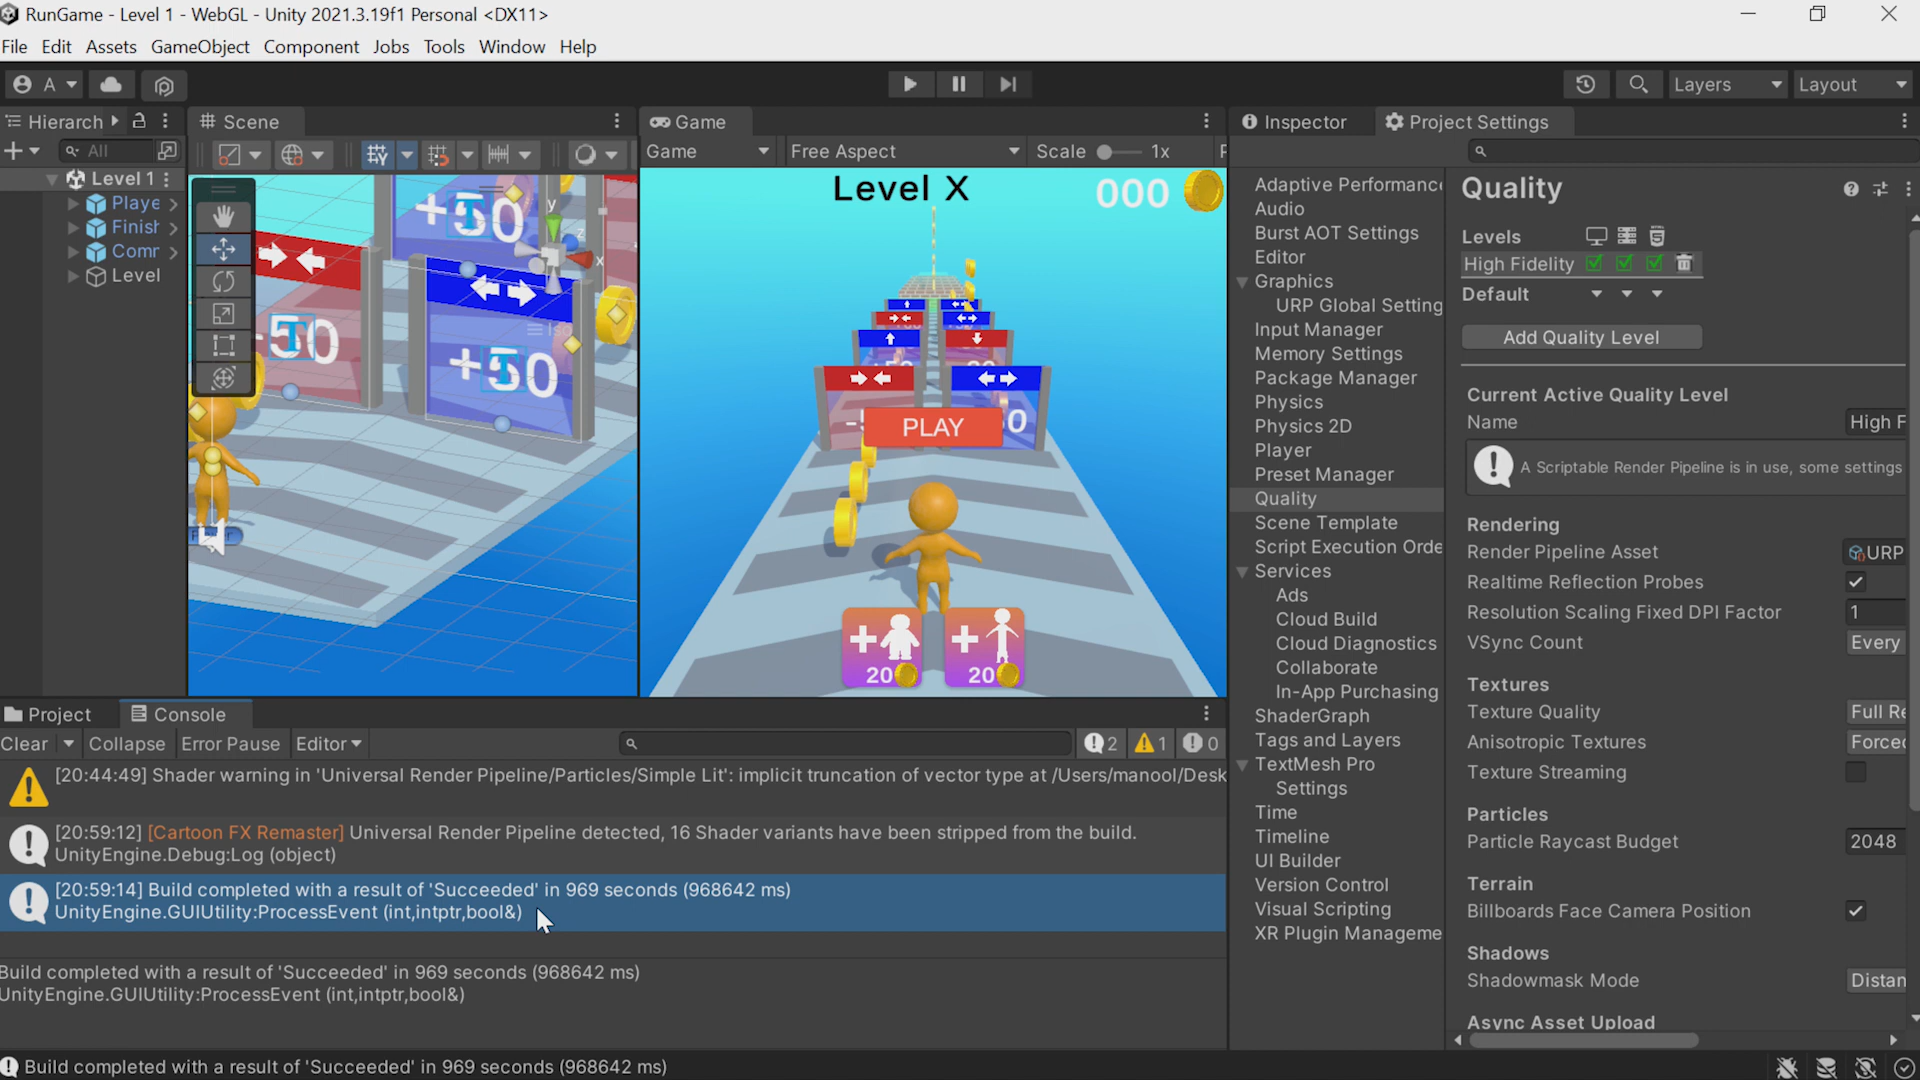 RunGame - Level 1 - WebGL - Unity 2021.3.19f1 Personal <DX11>
File Edit Assets GameObject Component Jobs Tools Window Help
A
Layers
Layout
Hierarch
Scene
Game
Inspector
Project Settings
All
Game
Free Aspect
Scale
1x
Level 1
Playe
Finish
Comr
Level
+50
50
+50
Level X
000
PLAY
+
20
+
20
Adaptive Performanc
Audio
Burst AOT Settings
Editor
Graphics
URP Global Setting
Input Manager
Memory Settings
Package Manager
Physics
Physics 2D
Player
Preset Manager
Quality
Scene Template
Script Execution Orde
Services
Ads
Cloud Build
Cloud Diagnostics
Collaborate
In-App Purchasing
ShaderGraph
Tags and Layers
TextMesh Pro
Settings
Time
Timeline
UI Builder
Version Control
Visual Scripting
XR Plugin Manageme
Quality
Levels
High Fidelity
Default
Add Quality Level
Current Active Quality Level
Name
High F
A Scriptable Render Pipeline is in use, some settings
Rendering
Render Pipeline Asset
URP
Realtime Reflection Probes
Resolution Scaling Fixed DPI Factor
1
VSync Count
Every
Textures
Texture Quality
Full Re
Anisotropic Textures
Forced
Texture Streaming
Particles
Particle Raycast Budget
2048
Terrain
Billboards Face Camera Position
Shadows
Shadowmask Mode
Distan
Async Asset Upload
Project
Console
Clear
Collapse
Error Pause
Editor
2
1
0
[20:44:49] Shader warning in 'Universal Render Pipeline/Particles/Simple Lit': implicit truncation of vector type at /Users/manool/Desk
[20:59:12] [Cartoon FX Remaster] Universal Render Pipeline detected, 16 Shader variants have been stripped from the build.
UnityEngine.Debug:Log (object)
[20:59:14] Build completed with a result of 'Succeeded' in 969 seconds (968642 ms)
UnityEngine.GUIUtility:ProcessEvent (int,intptr,bool&)
Build completed with a result of 'Succeeded' in 969 seconds (968642 ms)
UnityEngine.GUIUtility:ProcessEvent (int,intptr,bool&)
Build completed with a result of 'Succeeded' in 969 seconds (968642 ms)